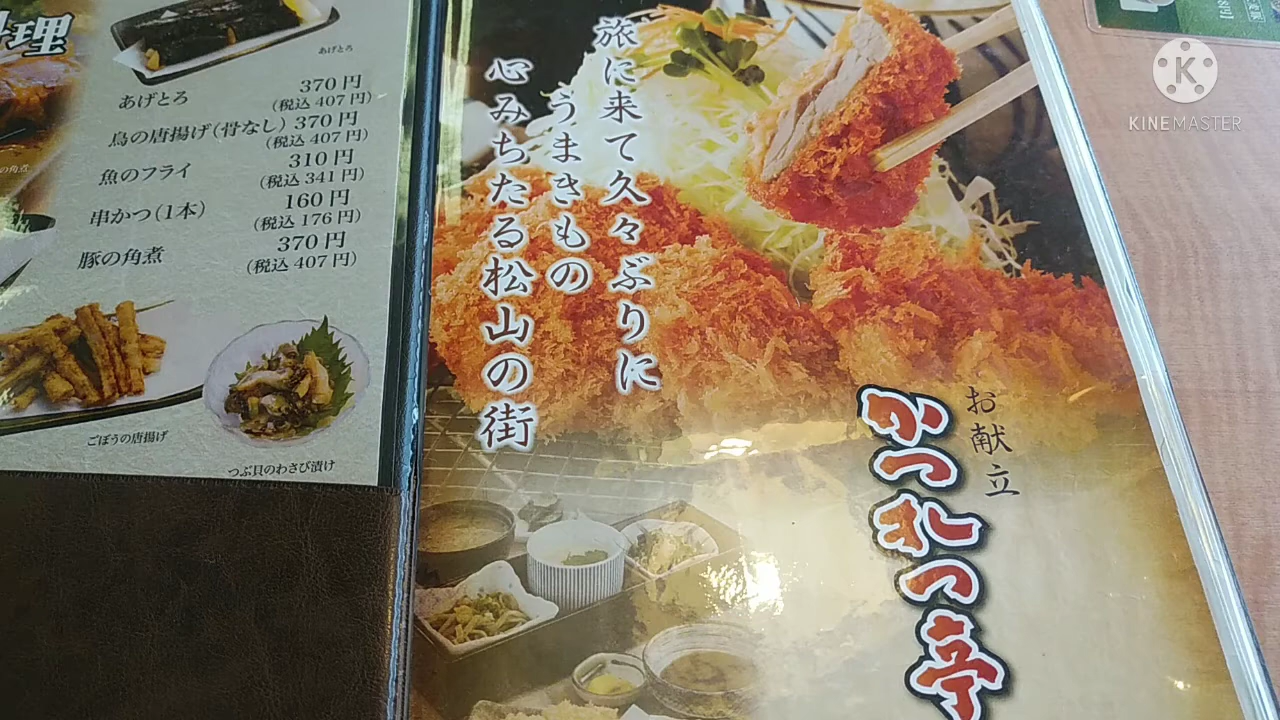 料理
あげとろ
あげとろ 370円
(税込 407円)
鳥の唐揚げ(骨なし) 370円
(税込 407円)
魚のフライ 310円
(税込 341円)
串かつ(1本) 160円
(税込 176円)
豚の角煮 370円
(税込 407円)
ごぼうの唐揚げ
つぶ貝のわさび漬け
旅に来て久々ぶりに
うまきもの
心みちたる松山の街
お献立
かつれつ亭
KINEMASTER